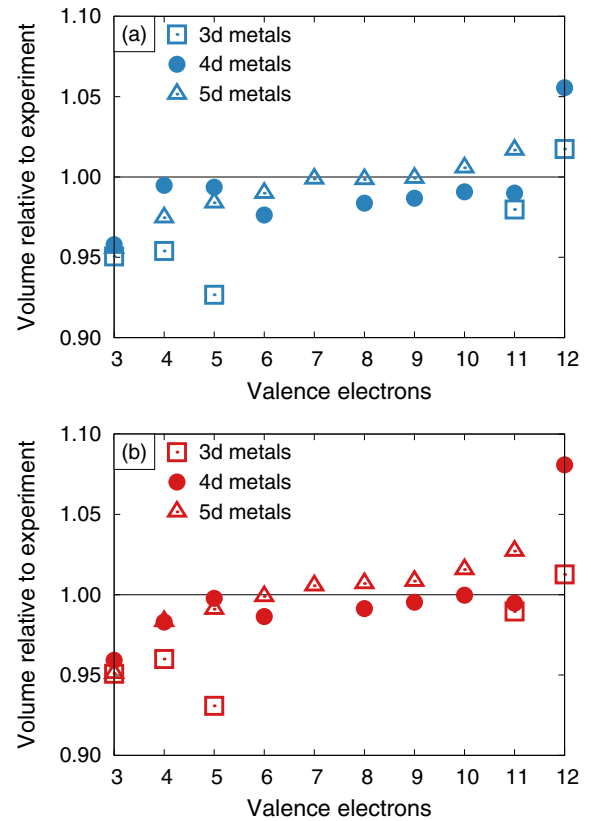 (a)
3d metals
4d metals
5d metals
1.10
1.05
1.00
0.95
0.90
Volume relative to experiment
3 4 5 6 7 8 9 10 11 12
Valence electrons
(b)
3d metals
4d metals
5d metals
1.10
1.05
1.00
0.95
0.90
Volume relative to experiment
3 4 5 6 7 8 9 10 11 12
Valence electrons